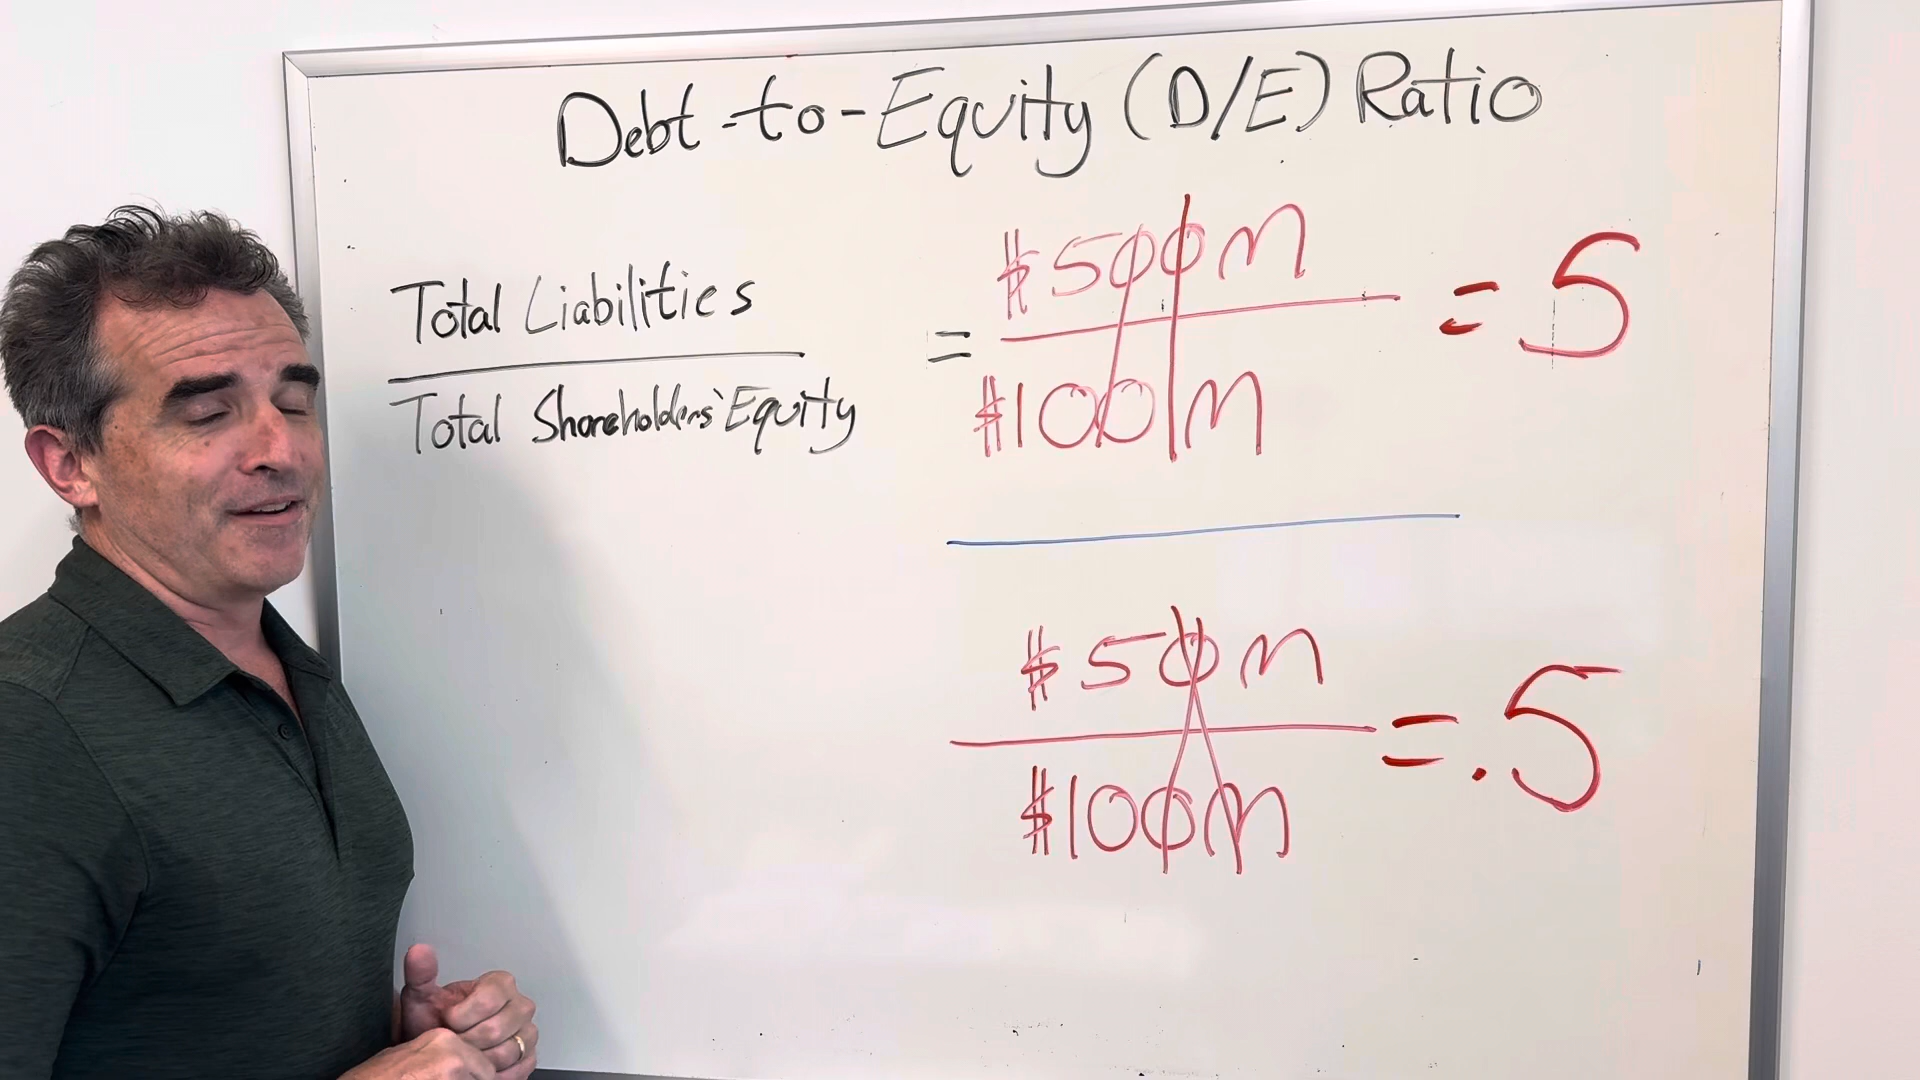 Debt-to-Equity (D/E) Ratio
Total Liabilities
Total Shareholders' Equity
=
$500M
$100M
= 5
$50M
$100M
= .5